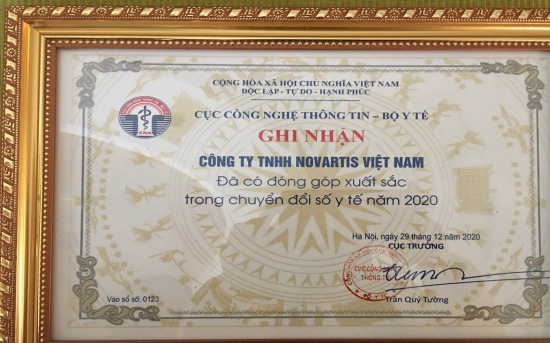 CỘNG HÒA XÃ HỘI CHỦ NGHĨA VIỆT NAM
ĐỘC LẬP - TỰ DO - HẠNH PHÚC
CỤC CÔNG NGHỆ THÔNG TIN – BỘ Y TẾ
GHI NHẬN
CÔNG TY TNHH NOVARTIS VIỆT NAM
Đã có đóng góp xuất sắc
trong chuyển đổi số y tế năm 2020
Hà Nội, ngày 29 tháng 12 năm 2020
CỤC TRƯỞNG
CỤC CÔNG
THÔNG
Trần Quý Tường
Vào sổ số: 0123